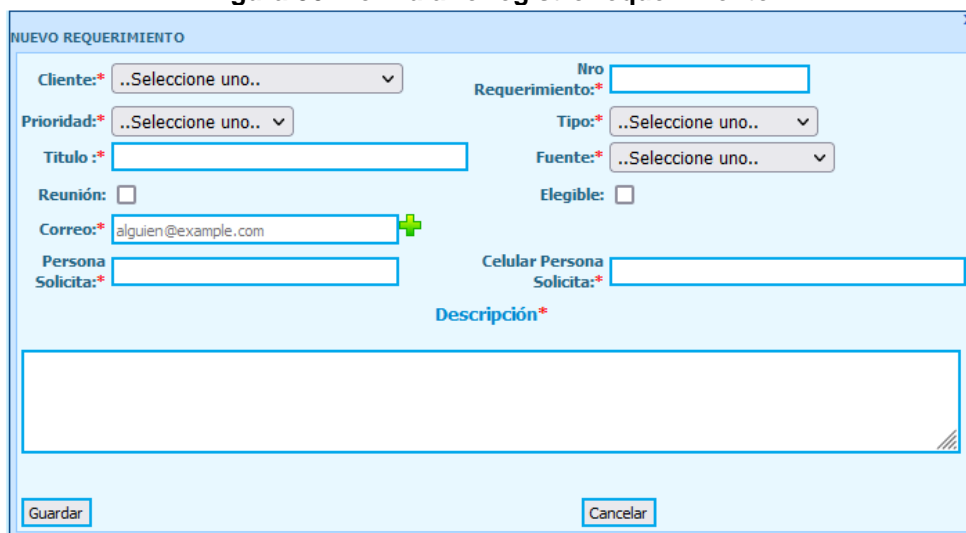 NUEVO REQUERIMIENTO
Cliente:* ..Seleccione uno..
Nro
Requerimiento:*
Prioridad:* ..Seleccione uno..
Tipo:* ..Seleccione uno..
Titulo :*
Fuente:* ..Seleccione uno..
Reunión:
Elegible:
Correo:* alguien@example.com
Persona
Solicita:*
Celular Persona
Solicita:*
Descripción*
Guardar
Cancelar